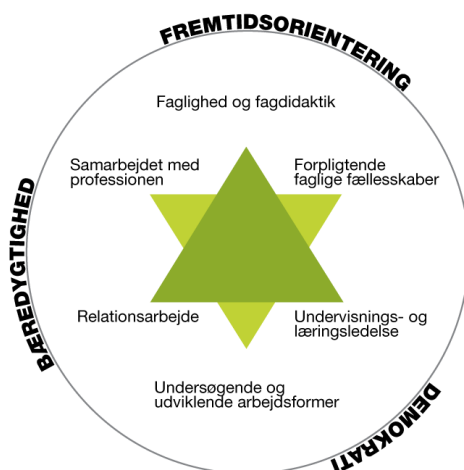 FREMTIDSORIENTERING
Faglighed og fagdidaktik
Samarbejdet med
professionen
Forpligtende
faglige fællesskaber
BÆREDYGTIGHED
Relationsarbejde
Undervisnings- og
læringsledelse
Undersøgende og
udviklende arbejdsformer
DEMOKRATI